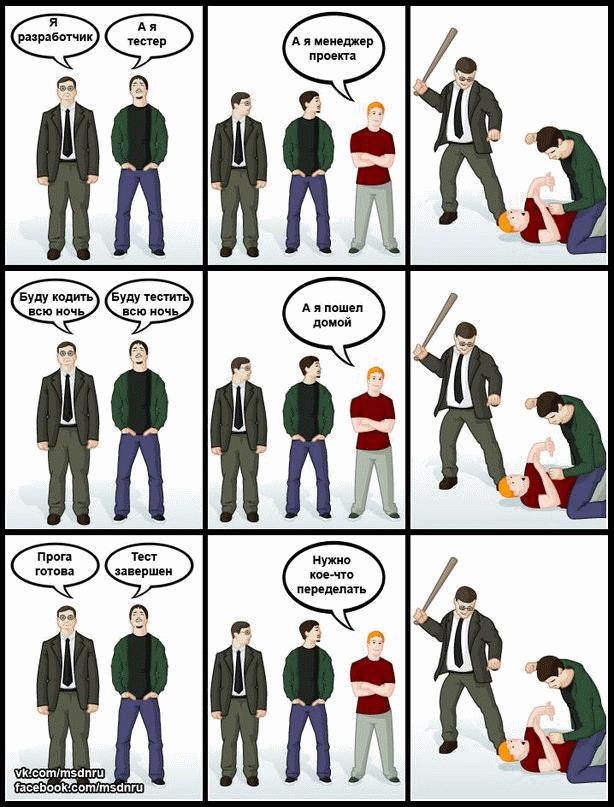 Я
разработчик
А я
тестер
А я менеджер
проекта
Буду кодить
всю ночь
Буду тестить
всю ночь
А я пошел
домой
Прога
готова
Тест
завершен
Нужно
кое-что
переделать
vk.com/msdnru
facebook.com/msdnru